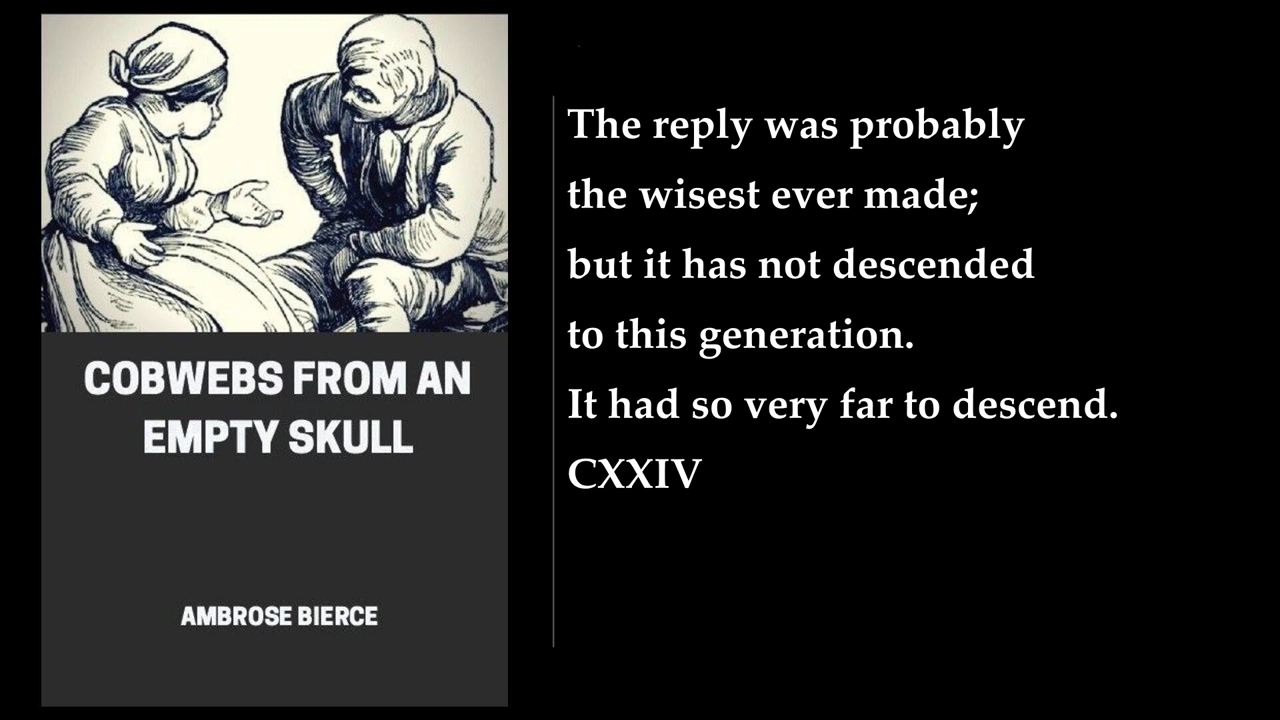 COBWEBS FROM AN
EMPTY SKULL
AMBROSE BIERCE
The reply was probably
the wisest ever made;
but it has not descended
to this generation.
It had so very far to descend.
CXXIV